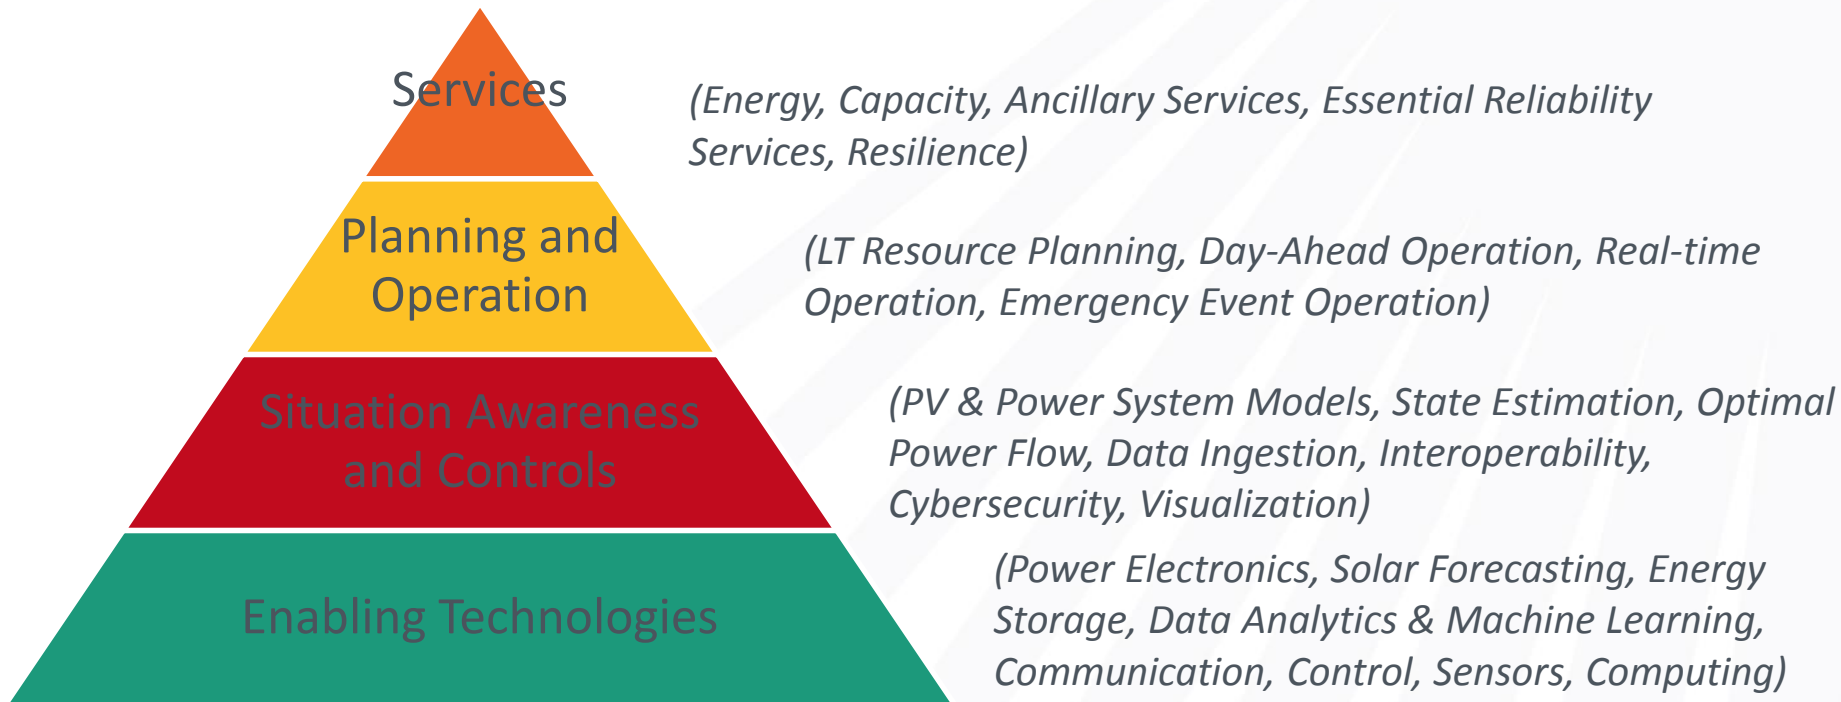 Services
(Energy, Capacity, Ancillary Services, Essential Reliability
Services, Resilience)
Planning and
Operation
(LT Resource Planning, Day-Ahead Operation, Real-time
Operation, Emergency Event Operation)
Situation Awareness
and Controls
(PV & Power System Models, State Estimation, Optimal
Power Flow, Data Ingestion, Interoperability,
Cybersecurity, Visualization)
Enabling Technologies
(Power Electronics, Solar Forecasting, Energy
Storage, Data Analytics & Machine Learning,
Communication, Control, Sensors, Computing)